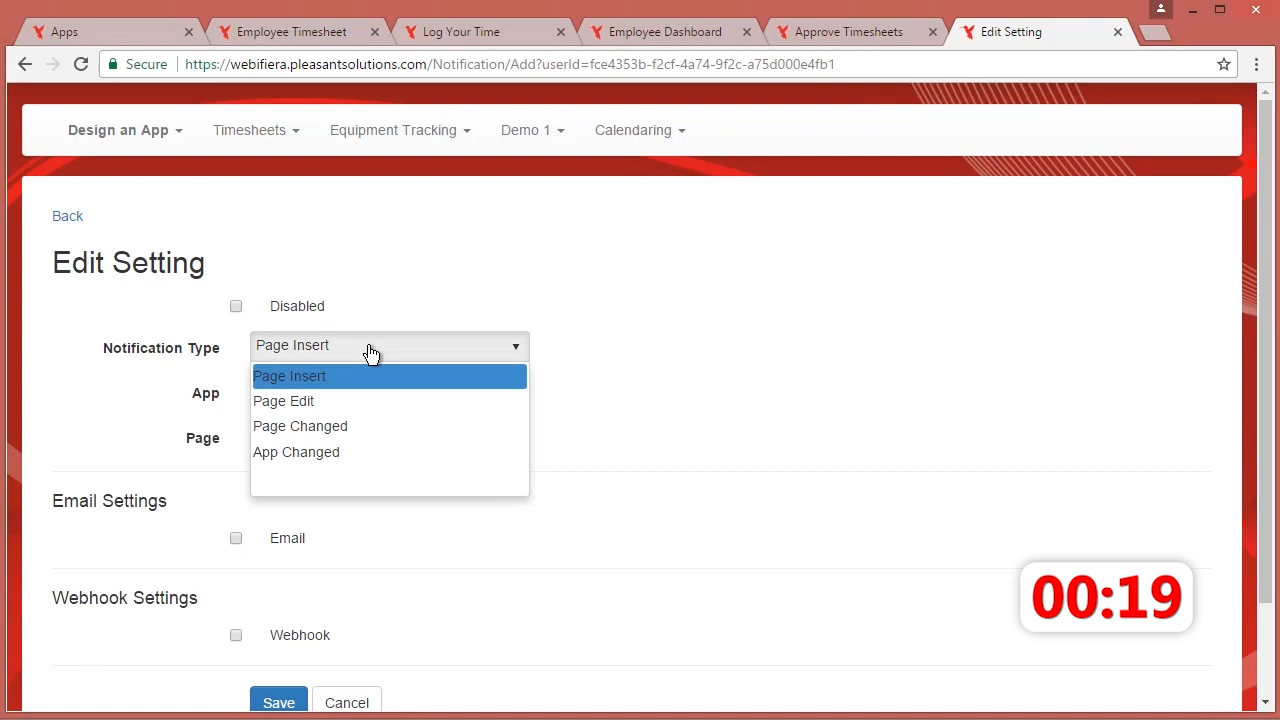 Apps
Employee Timesheet
Log Your Time
Employee Dashboard
Approve Timesheets
Edit Setting
Secure
https://webifiera.pleasantsolutions.com/Notification/Add?userId=fce4353b-f2cf-4a74-9f2c-a75d000e4fb1
Design an App
Timesheets
Equipment Tracking
Demo 1
Calendaring
Back
Edit Setting
Disabled
Notification Type
Page Insert
Page Insert
App
Page Edit
Page Changed
Page
App Changed
Email Settings
Email
Webhook Settings
Webhook
00:19
Save
Cancel